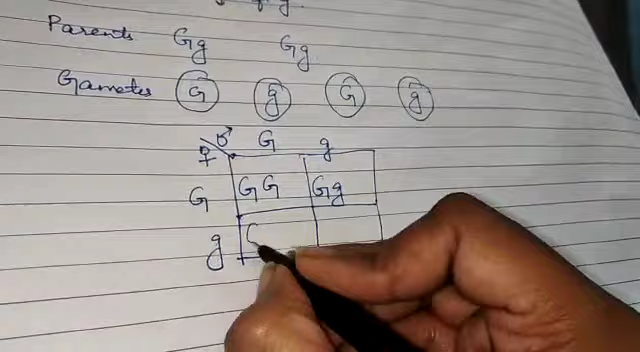 Parents Gg Gg
Gametes G g G g
♀ ♂ G g
G GG Gg
g G